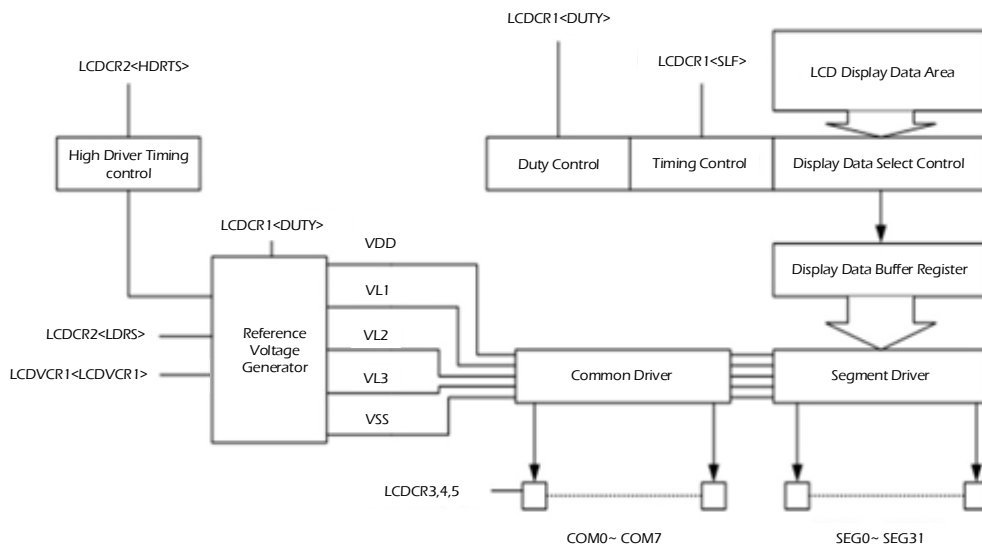 LCDCR1<DUTY>
LCDCR2<HDRTS>
LCDCR1<SLF>
LCD Display Data Area
High Driver Timing
control
Duty Control
Timing Control
Display Data Select Control
LCDCR1<DUTY>
VDD
Display Data Buffer Register
VL1
LCDCR2<LDRS>
Reference
Voltage
Generator
VL2
LCDVCR1<LCDVCR1>
VL3
Common Driver
Segment Driver
VSS
LCDCR3,4,5
COM0~ COM7
SEG0~ SEG31